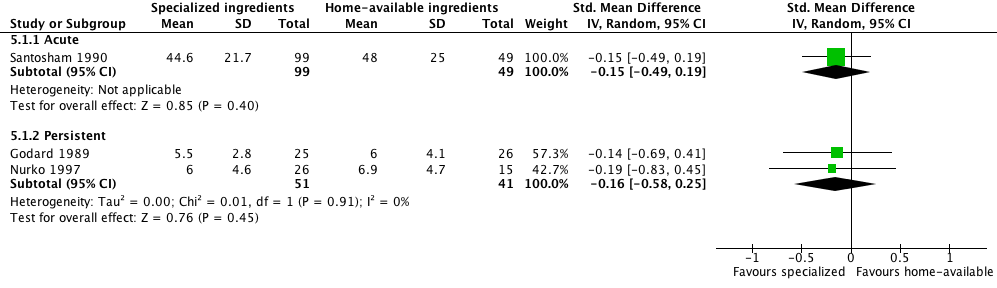 Specialized ingredients Home-available ingredients Std. Mean Difference Std. Mean Difference
Study or Subgroup Mean SD Total Mean SD Total Weight IV, Random, 95% CI IV, Random, 95% CI
5.1.1 Acute
Santosham 1990 44.6 21.7 99 48 25 49 100.0% -0.15 [-0.49, 0.19]
Subtotal (95% CI) 99 49 100.0% -0.15 [-0.49, 0.19]
Heterogeneity: Not applicable
Test for overall effect: Z = 0.85 (P = 0.40)
5.1.2 Persistent
Godard 1989 5.5 2.8 25 6 4.1 26 57.3% -0.14 [-0.69, 0.41]
Nurko 1997 6 4.6 26 6.9 4.7 15 42.7% -0.19 [-0.83, 0.45]
Subtotal (95% CI) 51 41 100.0% -0.16 [-0.58, 0.25]
Heterogeneity: Tau² = 0.00; Chi² = 0.01, df = 1 (P = 0.91); I² = 0%
Test for overall effect: Z = 0.76 (P = 0.45)
-1 -0.5 0 0.5 1
Favours specialized Favours home-available